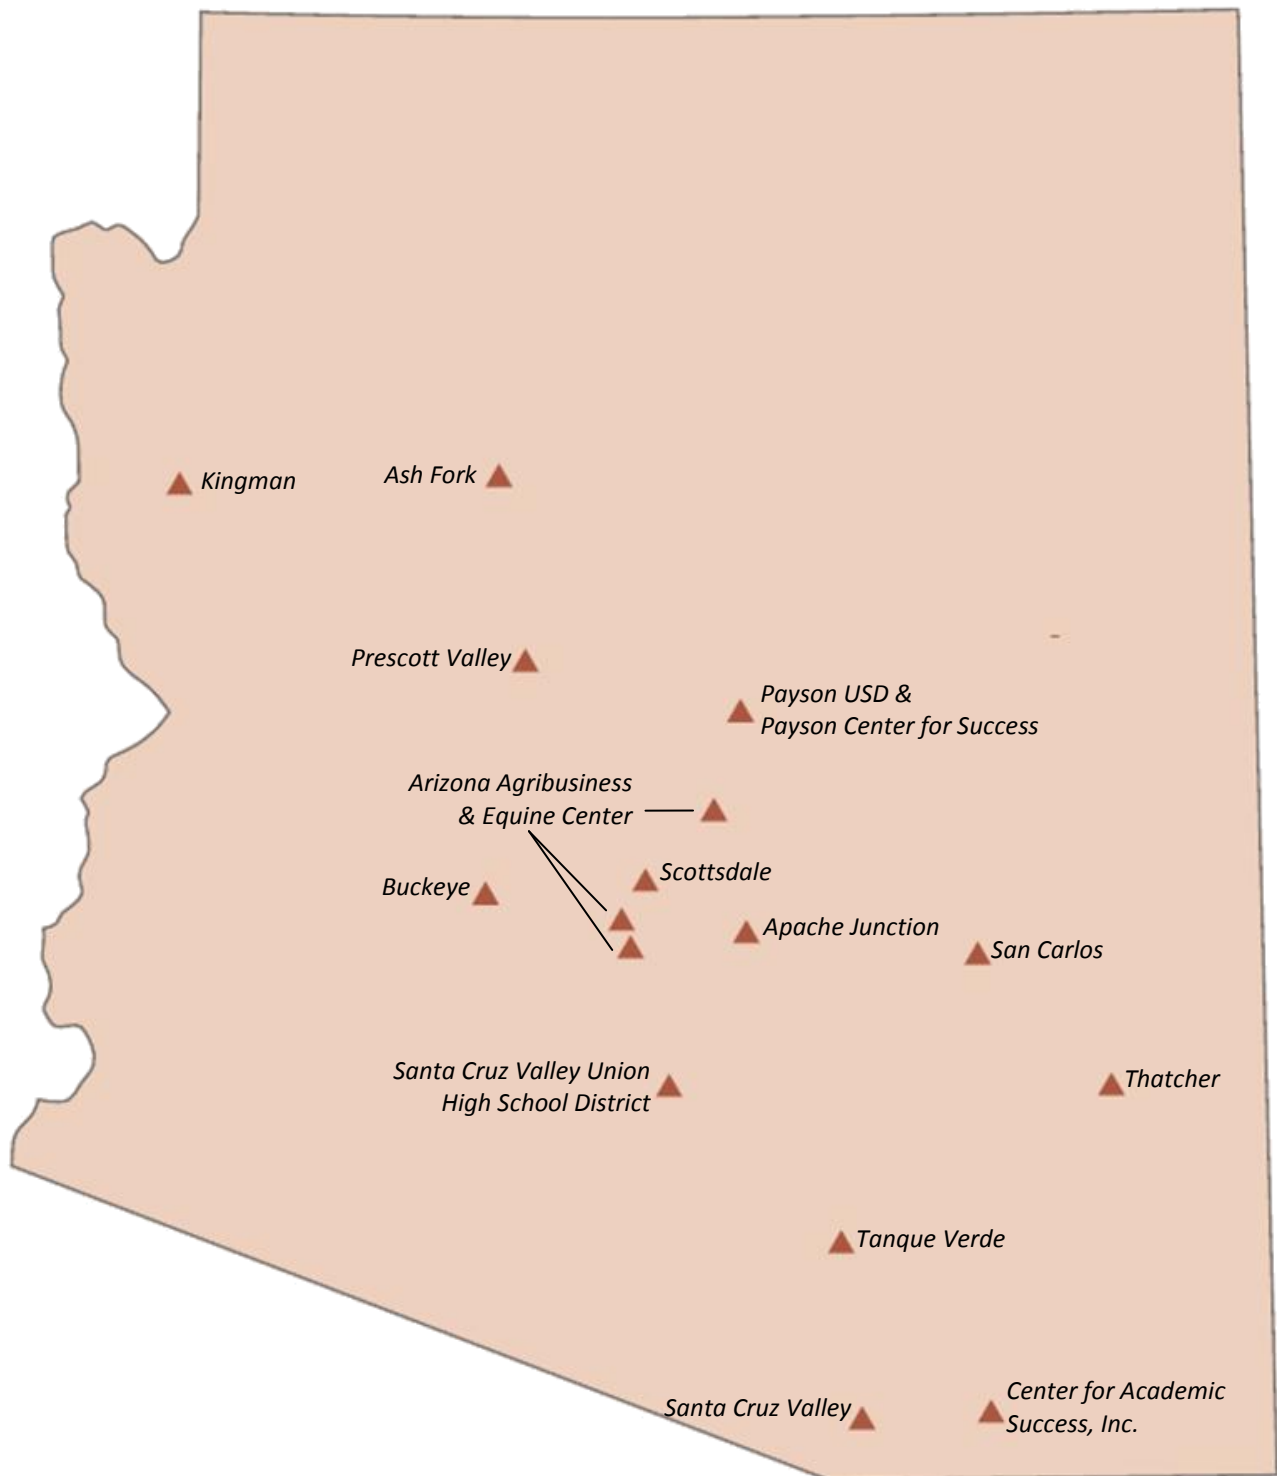 Kingman
Ash Fork
Prescott Valley
Payson USD &
Payson Center for Success
Arizona Agribusiness
& Equine Center
Scottsdale
Buckeye
Apache Junction
San Carlos
Santa Cruz Valley Union
High School District
Thatcher
Tanque Verde
Santa Cruz Valley
Center for Academic
Success, Inc.